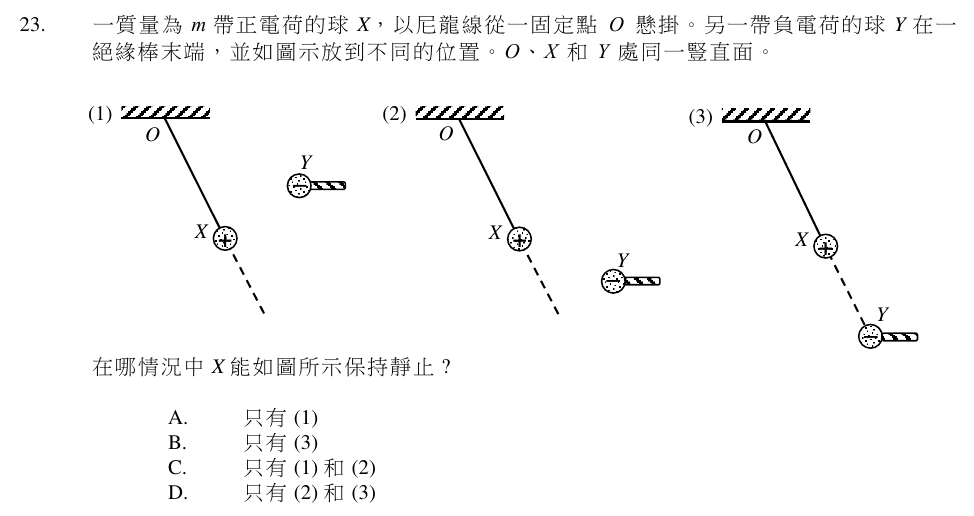 23. 一質量為 m 帶正電荷的球 X，以尼龍線從一固定點 O 懸掛。另一帶負電荷的球 Y 在一
絕緣棒末端，並如圖示放到不同的位置。O、X 和 Y 處同一豎直面。
(1) (2) (3)
O O O
Y
X X X
Y
Y
在哪情況中 X 能如圖所示保持靜止？
A. 只有 (1)
B. 只有 (3)
C. 只有 (1) 和 (2)
D. 只有 (2) 和 (3)